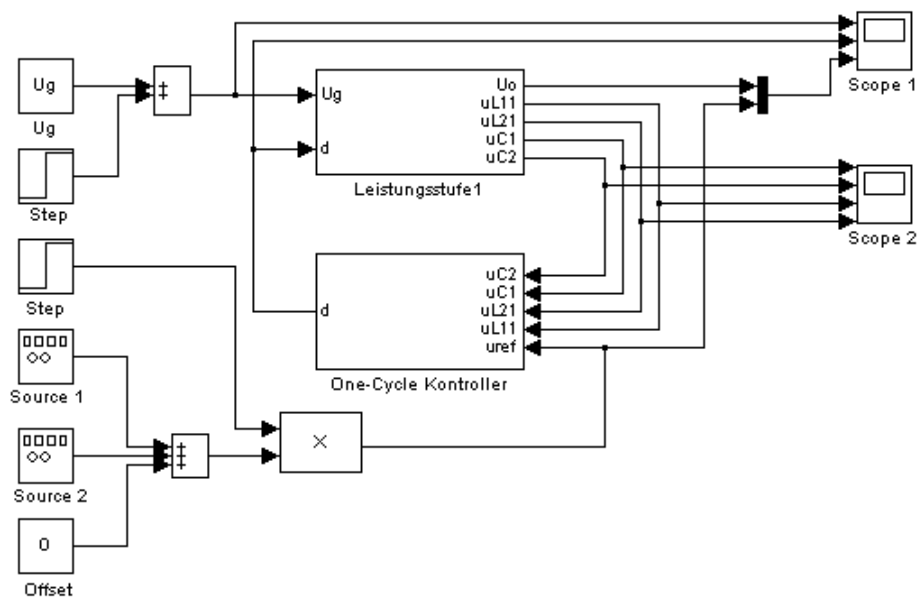 Ug
Ug
Step
Step
Source 1
Source 2
0
Offset
+
+
+
+
+
×
Ug
d
Uo
uL11
uL21
uC1
uC2
Leistungsstufe1
d
uC2
uC1
uL21
uL11
uref
One-Cycle Kontroller
Scope 1
Scope 2